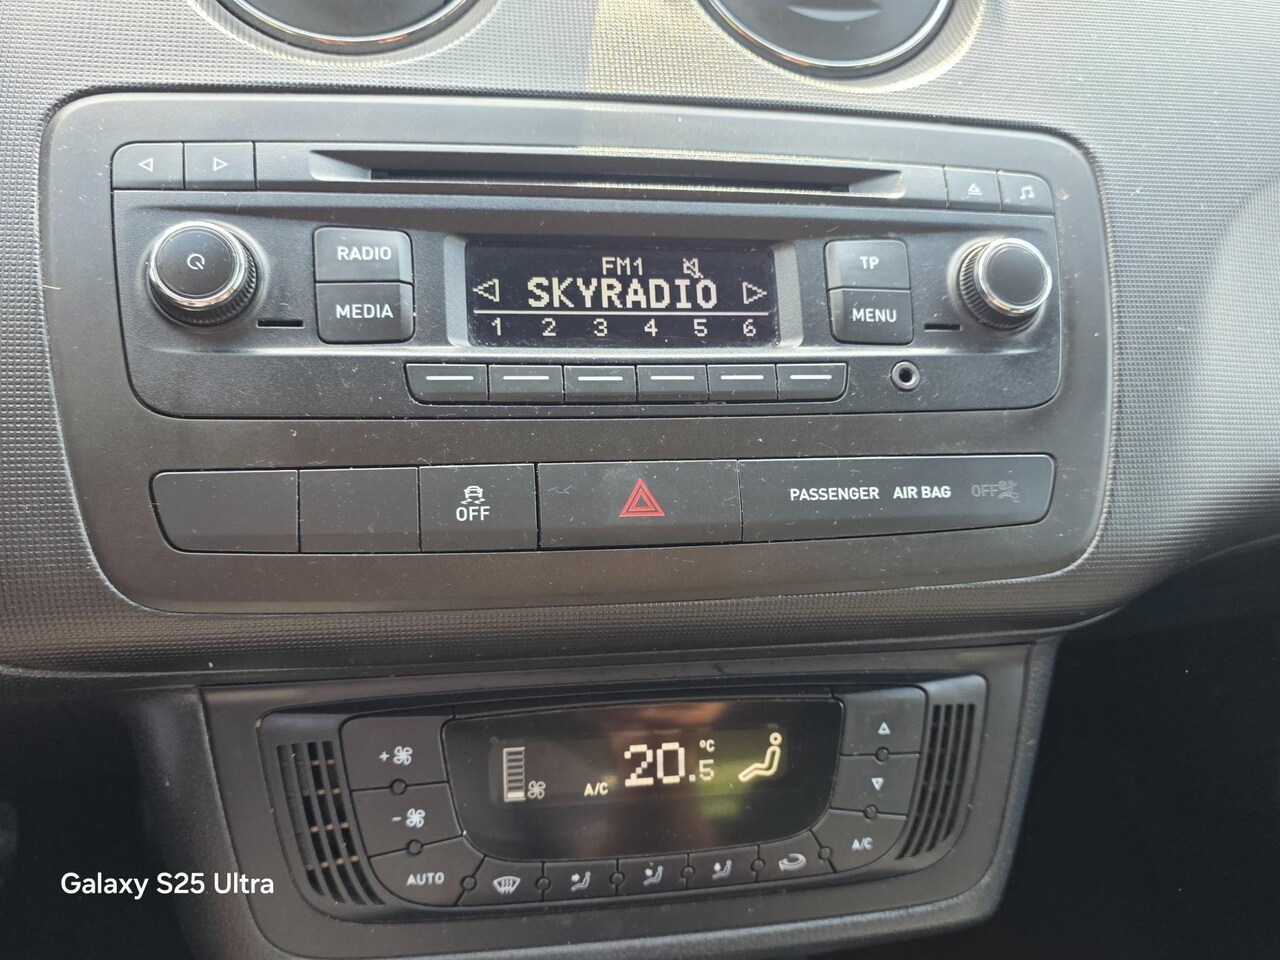 RADIO
MEDIA
FM1
SKYRADIO
1 2 3 4 5 6
TP
MENU
OFF
PASSENGER AIR BAG OFF
A/C 20.5 °C
+
-
AUTO
A/C
Galaxy S25 Ultra